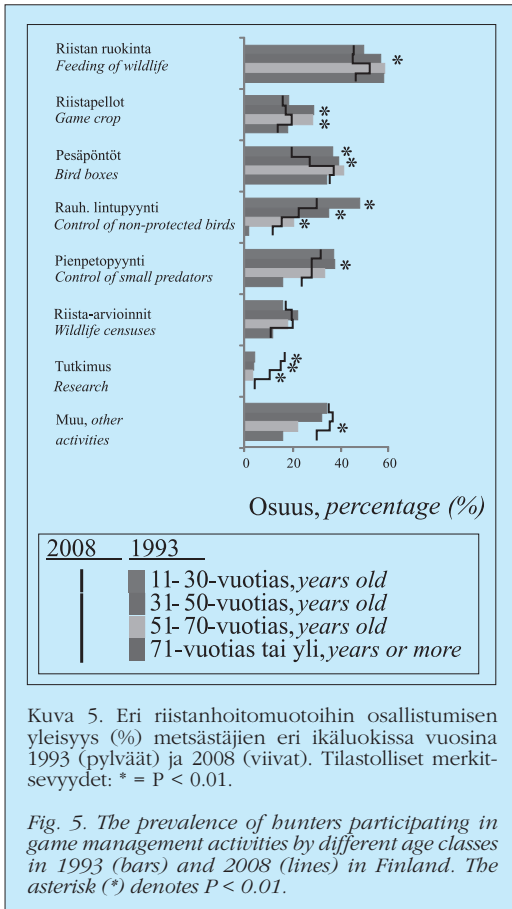 Riistan ruokinta
Feeding of wildlife
*
Riistapellot
Game crop
*
*
Pesäpöntöt
Bird boxes
*
*
Rauh. lintupyynti
Control of non-protected birds
*
*
*
Pienpetopyynti
Control of small predators
*
Riista-arvioinnit
Wildlife censuses
Tutkimus
Research
*
*
*
Muu, other
activities
*
0 20 40 60
Osuus, percentage (%)
2008 1993
11-30-vuotias, years old
31-50-vuotias, years old
51-70-vuotias, years old
71-vuotias tai yli, years or more
Kuva 5. Eri riistanhoitomuotoihin osallistumisen
yleisyys (%) metsästäjien eri ikäluokissa vuosina
1993 (pylväät) ja 2008 (viivat). Tilastolliset merkit-
sevyydet: * = P < 0.01.
Fig. 5. The prevalence of hunters participating in
game management activities by different age classes
in 1993 (bars) and 2008 (lines) in Finland. The
asterisk (*) denotes P < 0.01.